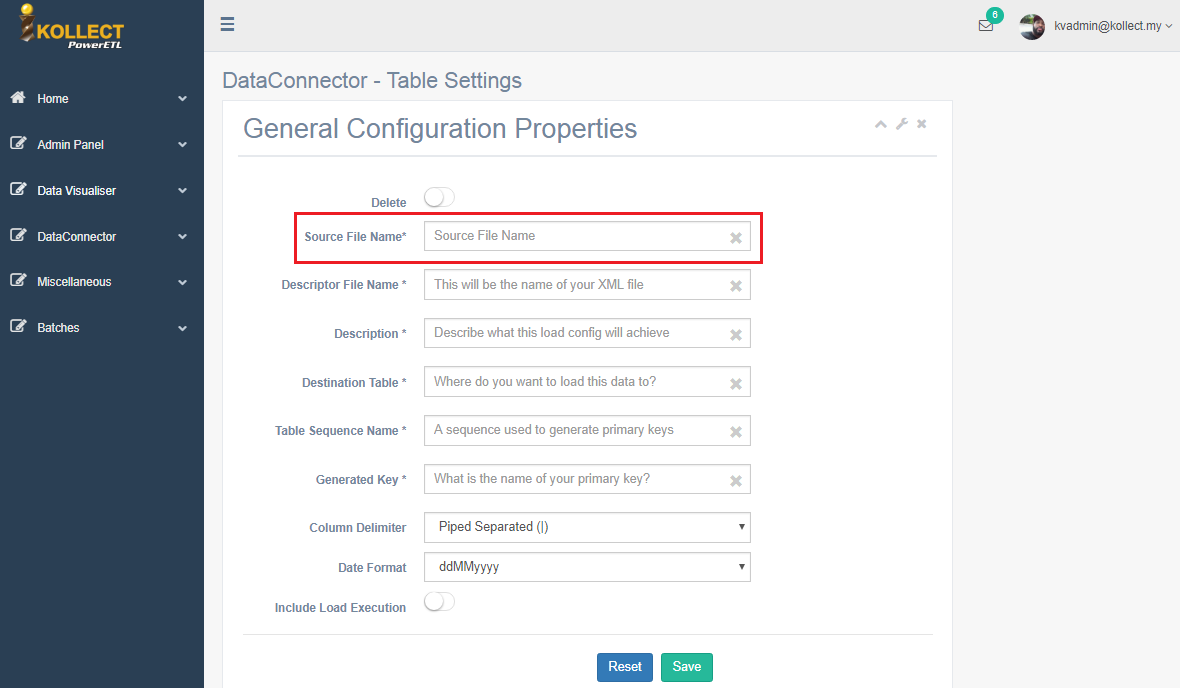 KOLLECT
PowerETL
6
kvadmin@kollect.my
Home
Admin Panel
Data Visualiser
DataConnector
Miscellaneous
Batches
DataConnector - Table Settings
General Configuration Properties
Delete
Source File Name* Source File Name
Descriptor File Name * This will be the name of your XML file
Description * Describe what this load config will achieve
Destination Table * Where do you want to load this data to?
Table Sequence Name * A sequence used to generate primary keys
Generated Key * What is the name of your primary key?
Column Delimiter Piped Separated (|)
Date Format ddMMyyyy
Include Load Execution
Reset Save